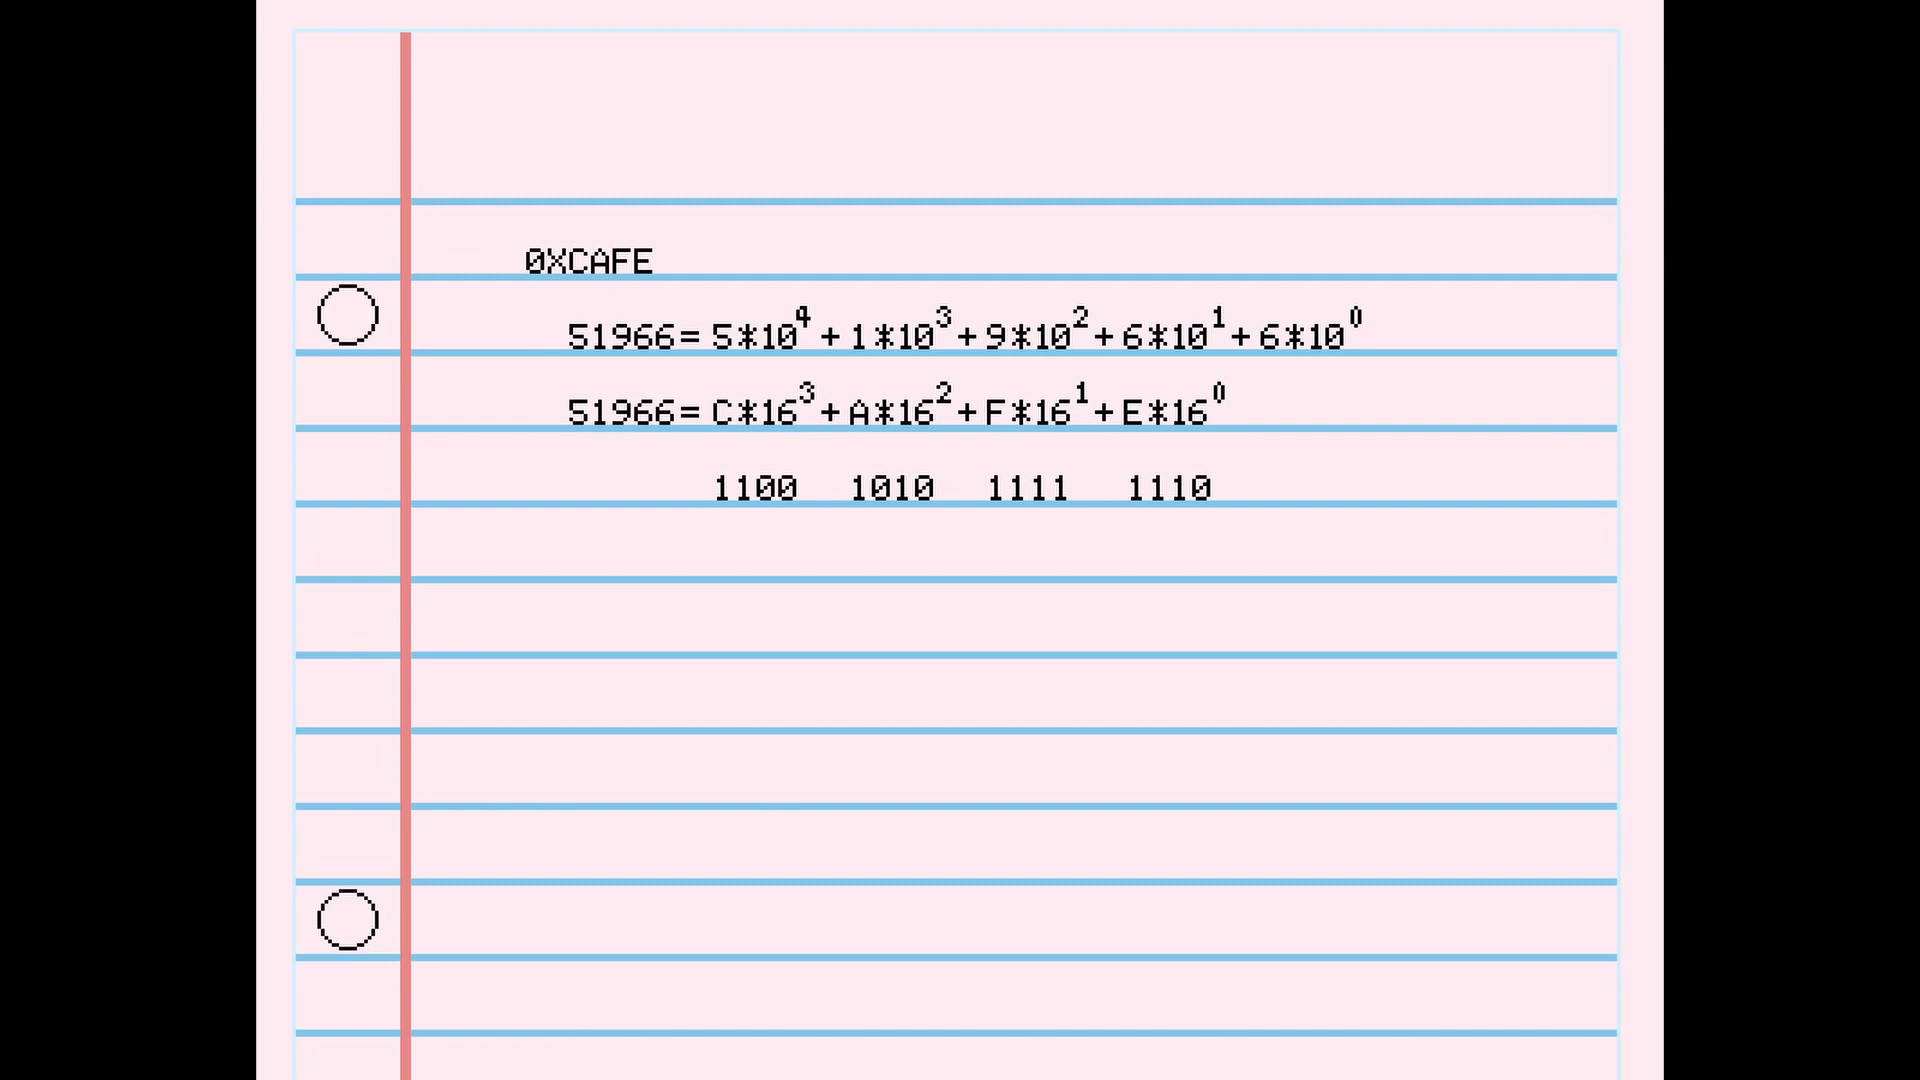 0XCAFE
51966= 5*10⁴ + 1*10³ + 9*10² + 6*10¹ + 6*10⁰
51966= C*16³ + A*16² + F*16¹ + E*16⁰
1100 1010 1111 1110